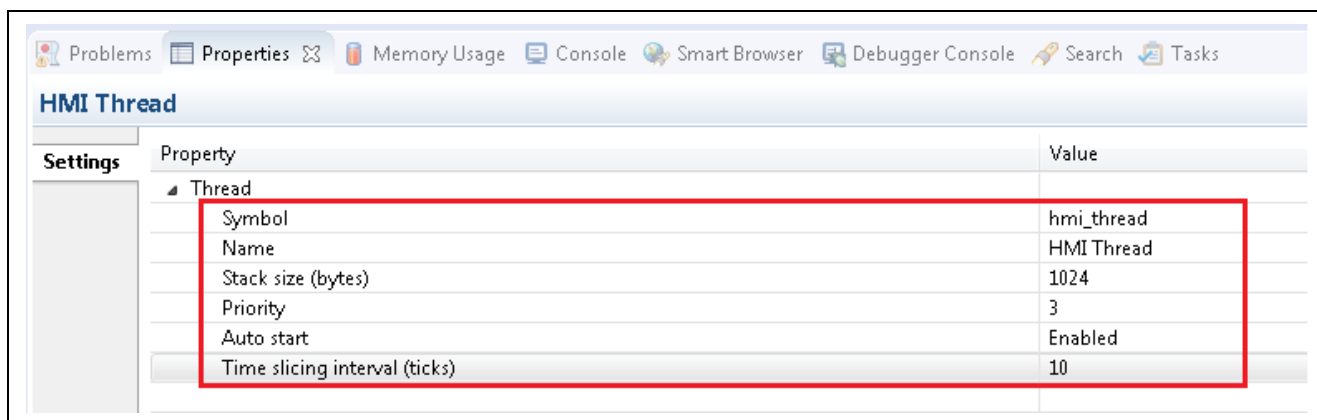 Problems Properties Memory Usage Console Smart Browser Debugger Console Search Tasks
HMI Thread
Settings
Property Value
Thread
Symbol hmi_thread
Name HMI Thread
Stack size (bytes) 1024
Priority 3
Auto start Enabled
Time slicing interval (ticks) 10